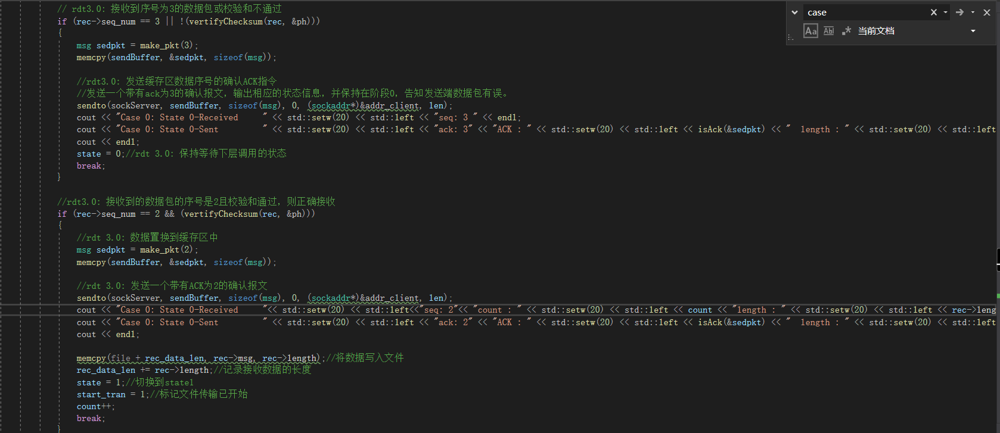 // rdt3.0: 接收到序号为3的数据包或校验和不通过
if (rec->seq_num == 3 || !(vertifyChecksum(rec, &ph)))
{
msg sedpkt = make_pkt(3);
memcpy(sendBuffer, &sedpkt, sizeof(msg));
//rdt3.0: 发送缓存区数据序号的确认ACK指令
//发送一个带有ack为3的确认报文，输出相应的状态信息，并保持在阶段0，告知发送端数据包有误。
sendto(sockServer, sendBuffer, sizeof(msg), 0, (sockaddr*)&addr_client, len);
cout << "Case 0: State 0-Received     " << std::setw(20) << std::left << "seq: 3 " << endl;
cout << "Case 0: State 0-Sent         " << std::setw(20) << std::left << "ack: 3" << "ACK : " << std::setw(20) << std::left << isAck(&sedpkt) << "  length : " << std::setw(20) << std::left
cout << endl;
state = 0;//rdt 3.0: 保持等待下层调用的状态
break;
}
//rdt3.0: 接收到的数据包的序号是2且校验和通过，则正确接收
if (rec->seq_num == 2 && (vertifyChecksum(rec, &ph)))
{
//rdt 3.0: 数据置换到缓存区中
msg sedpkt = make_pkt(2);
memcpy(sendBuffer, &sedpkt, sizeof(msg));
//rdt 3.0: 发送一个带有ACK为2的确认报文
sendto(sockServer, sendBuffer, sizeof(msg), 0, (sockaddr*)&addr_client, len);
cout << "Case 0: State 0-Received     "<< std::setw(20) << std::left<<"seq: 2"<< "count : " << std::setw(20) << std::left << count << "length : " << std::setw(20) << std::left << rec->leng
cout << "Case 0: State 0-Sent         " << std::setw(20) << std::left << "ack: 2" << "ACK : " << std::setw(20) << std::left << isAck(&sedpkt) << "  length : " << std::setw(20) << std::left
cout << endl;
memcpy(file + rec_data_len, rec->msg, rec->length);//将数据写入文件
rec_data_len += rec->length;//记录接收数据的长度
state = 1;//切换到state1
start_tran = 1;//标记文件传输已开始
count++;
break;
}
case
Aa Abl .*
当前文档